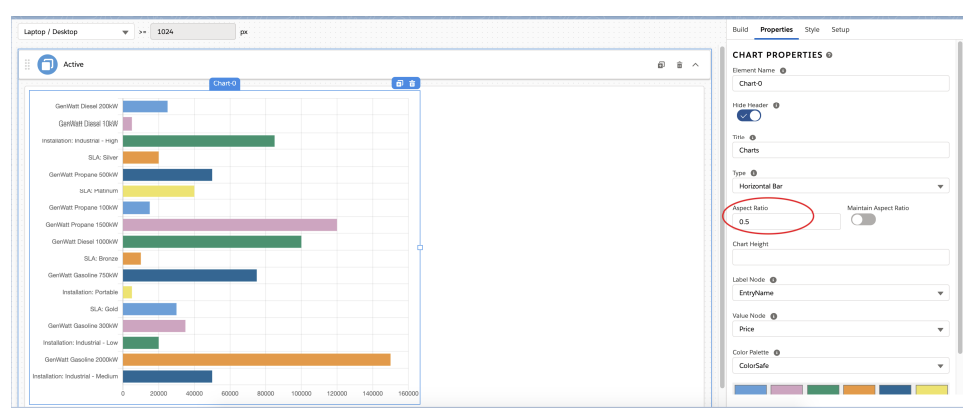 Laptop / Desktop >= 1024 px
Active
Chart-0
GenWatt Diesel 200kW
GenWatt Diesel 10kW
Installation: Industrial - High
SLA: Silver
GenWatt Propane 500kW
SLA: Platinum
GenWatt Propane 100kW
GenWatt Propane 1500kW
GenWatt Diesel 1000kW
SLA: Bronze
GenWatt Gasoline 750kW
Installation: Portable
SLA: Gold
GenWatt Gasoline 300kW
Installation: Industrial - Low
GenWatt Gasoline 2000kW
Installation: Industrial - Medium
0 20000 40000 60000 80000 100000 120000 140000 160000
Build Properties Style Setup
CHART PROPERTIES
Element Name
Chart-0
Hide Header
Title
Charts
Type
Horizontal Bar
Aspect Ratio Maintain Aspect Ratio
0.5
Chart Height
Label Node
EntryName
Value Node
Price
Color Palette
ColorSafe